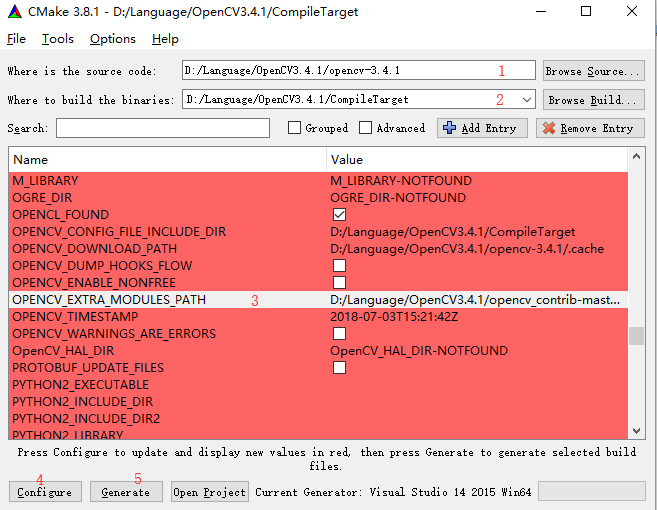 CMake 3.8.1 - D:/Language/OpenCV3.4.1/CompileTarget
File Tools Options Help
Where is the source code: D:/Language/OpenCV3.4.1/opencv-3.4.1 1 Browse Source...
Where to build the binaries: D:/Language/OpenCV3.4.1/CompileTarget 2 Browse Build...
Search: Grouped Advanced Add Entry Remove Entry
Name Value
M_LIBRARY M_LIBRARY-NOTFOUND
OGRE_DIR OGRE_DIR-NOTFOUND
OPENCL_FOUND
OPENCV_CONFIG_FILE_INCLUDE_DIR D:/Language/OpenCV3.4.1/CompileTarget
OPENCV_DOWNLOAD_PATH D:/Language/OpenCV3.4.1/opencv-3.4.1/.cache
OPENCV_DUMP_HOOKS_FLOW
OPENCV_ENABLE_NONFREE
OPENCV_EXTRA_MODULES_PATH 3 D:/Language/OpenCV3.4.1/opencv_contrib-mast...
OPENCV_TIMESTAMP 2018-07-03T15:21:42Z
OPENCV_WARNINGS_ARE_ERRORS
OpenCV_HAL_DIR OpenCV_HAL_DIR-NOTFOUND
PROTOBUF_UPDATE_FILES
PYTHON2_EXECUTABLE
PYTHON2_INCLUDE_DIR
PYTHON2_INCLUDE_DIR2
PYTHON2_LIBRARY
Press Configure to update and display new values in red, then press Generate to generate selected build
files.
4 5
Configure Generate Open Project Current Generator: Visual Studio 14 2015 Win64